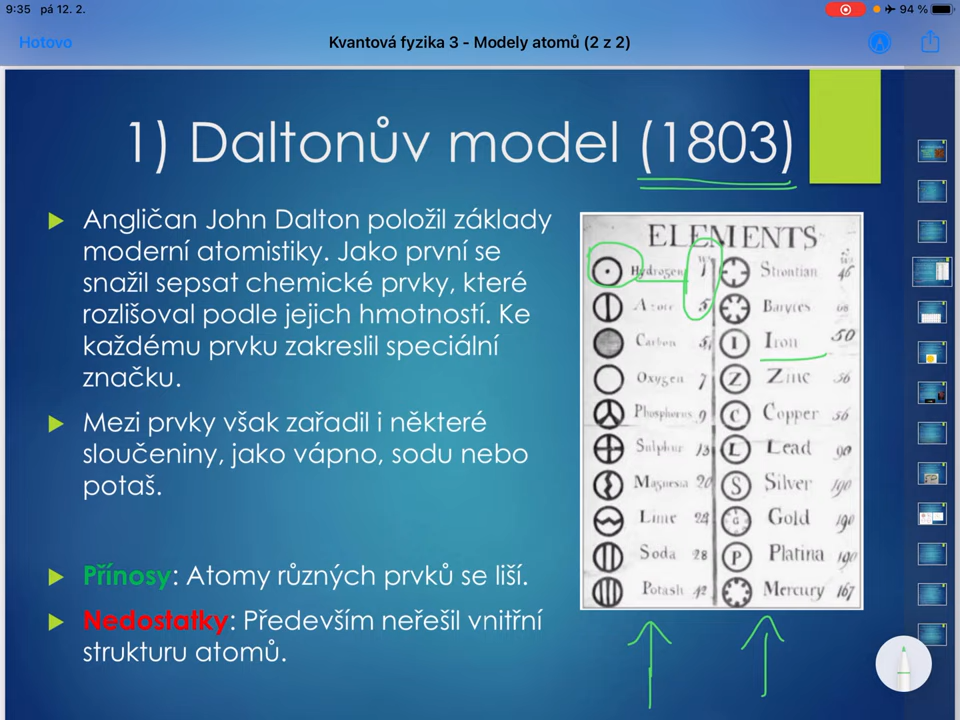 9:35 pá 12. 2.
94 %
Hotovo
Kvantová fyzika 3 - Modely atomů (2 z 2)
1) Daltonův model (1803)
Angličan John Dalton položil základy
moderní atomistiky. Jako první se
snažil sepsat chemické prvky, které
rozlišoval podle jejich hmotností. Ke
každému prvku zakreslil speciální
značku.
Mezi prvky však zařadil i některé
sloučeniny, jako vápno, sodu nebo
potaš.
Přínosy: Atomy různých prvků se liší.
Nedostatky: Především neřešil vnitřní
strukturu atomů.
ELEMENTS
Hydrogen 1
Azote 5
Carbon 5
Oxygen 7
Phosphorus 9
Sulphur 13
Magnesia 20
Lime 24
Soda 28
Potash 42
Strontian 46
Barytes 68
I Iron 50
Z Zinc 56
C Copper 56
L Lead 90
S Silver 190
G Gold 190
P Platina 190
Mercury 167